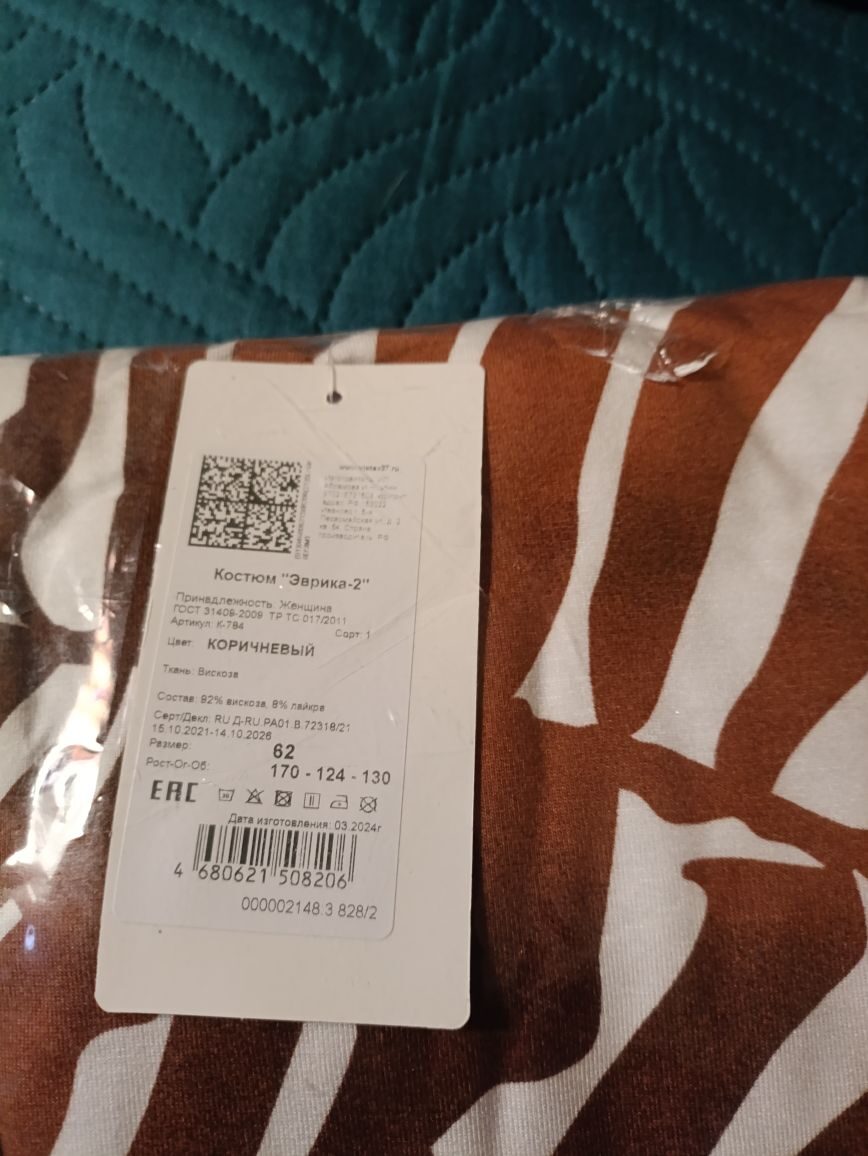 Костюм "Эврика-2"
Принадлежность: Женщина
ГОСТ 31409-2009 ТР ТС 017/2011
Артикул: К-784
Сорт: 1
Цвет: КОРИЧНЕВЫЙ
Ткань: Вискоза
Состав: 92% вискоза, 8% лайкра
Серт/Декл: RU Д-RU.РА01.В.72318/21
15.10.2021-14.10.2026
Размер: 62
Рост-Ог-Об: 170 - 124 - 130
EAC
Дата изготовления: 03.2024г
4 680621 508206
000002148.3 828/2